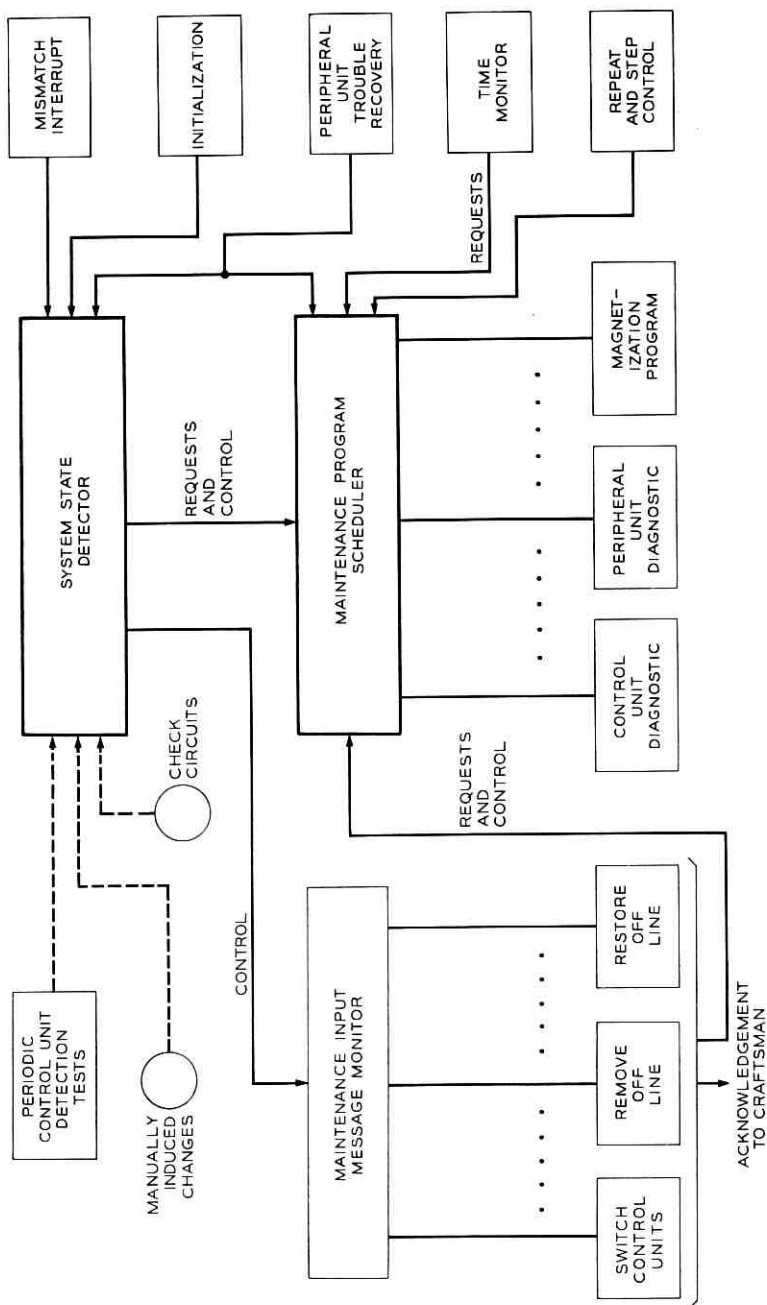 PERIODIC
CONTROL UNIT
DETECTION
TESTS
MANUALLY
INDUCED
CHANGES
CHECK
CIRCUITS
SYSTEM STATE
DETECTOR
MISMATCH
INTERRUPT
INITIALIZATION
PERIPHERAL
UNIT
TROUBLE
RECOVERY
TIME
MONITOR
REPEAT
AND STEP
CONTROL
CONTROL
REQUESTS
AND
CONTROL
REQUESTS
MAINTENANCE INPUT
MESSAGE MONITOR
MAINTENANCE PROGRAM
SCHEDULER
REQUESTS
AND
CONTROL
SWITCH
CONTROL
UNITS
REMOVE
OFF
LINE
RESTORE
OFF
LINE
CONTROL
UNIT
DIAGNOSTIC
PERIPHERAL
UNIT
DIAGNOSTIC
MAGNET-
IZATION
PROGRAM
ACKNOWLEDGEMENT
TO CRAFTSMAN